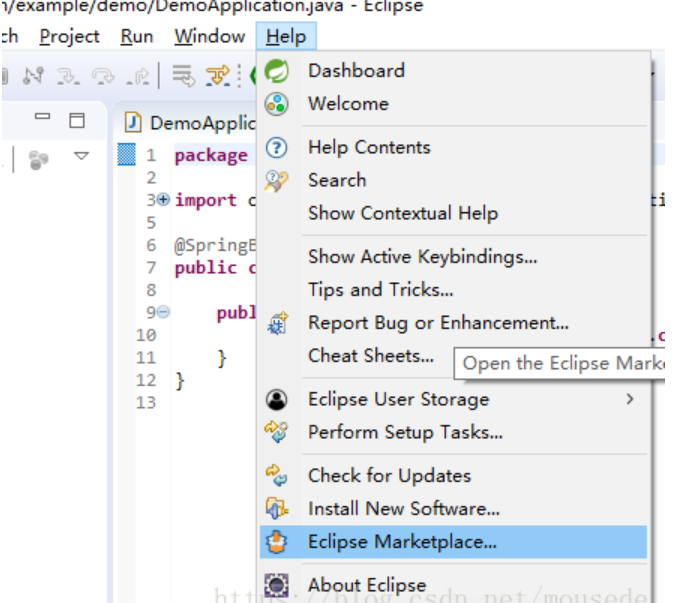 n/example/demo/DemoApplication.java - Eclipse
ch Project Run Window Help
DemoApplic
1 package
2
3 import c
5
6 @SpringB
7 public c
8
9 publ
10 .c
11 }
12 }
13
Dashboard
Welcome
Help Contents
Search
Show Contextual Help
Show Active Keybindings...
Tips and Tricks...
Report Bug or Enhancement...
Cheat Sheets...
Open the Eclipse Mark
Eclipse User Storage
Perform Setup Tasks...
Check for Updates
Install New Software...
Eclipse Marketplace...
About Eclipse
https://blog.csdn.net/mousede